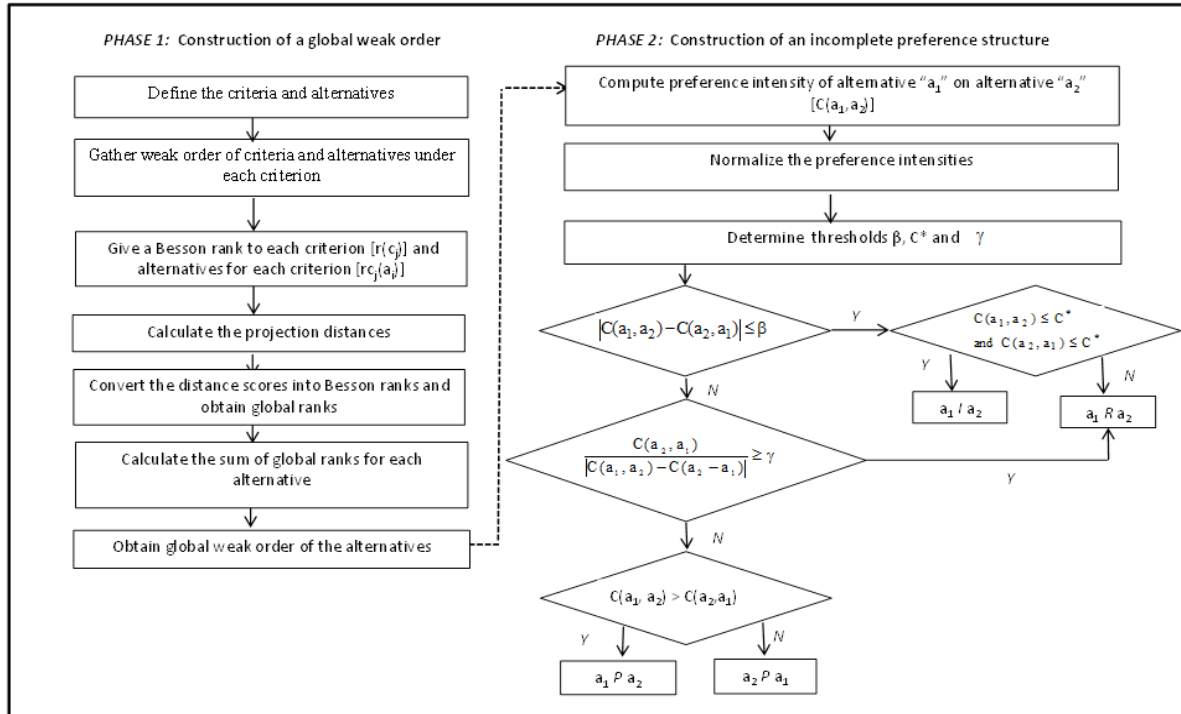 PHASE 1: Construction of a global weak order
Define the criteria and alternatives
Gather weak order of criteria and alternatives under
each criterion
Give a Besson rank to each criterion [r(c_j)] and
alternatives for each criterion [rc_j(a_i)]
Calculate the projection distances
Convert the distance scores into Besson ranks and
obtain global ranks
Calculate the sum of global ranks for each
alternative
Obtain global weak order of the alternatives
PHASE 2: Construction of an incomplete preference structure
Compute preference intensity of alternative "a₁" on alternative "a₂"
[C(a₁,a₂)]
Normalize the preference intensities
Determine thresholds β, C* and γ
|C(a₁,a₂)−C(a₂,a₁)| ≤ β
Y
C(a₁,a₂) ≤ C*
and C(a₂,a₁) ≤ C*
Y
N
a₁ I a₂
a₁ R a₂
N
C(a₂,a₁)
|C(a₁,a₂)−C(a₂−a₁)| ≥ γ
Y
N
C(a₁, a₂) > C(a₂,a₁)
Y
N
a₁ P a₂
a₂ P a₁